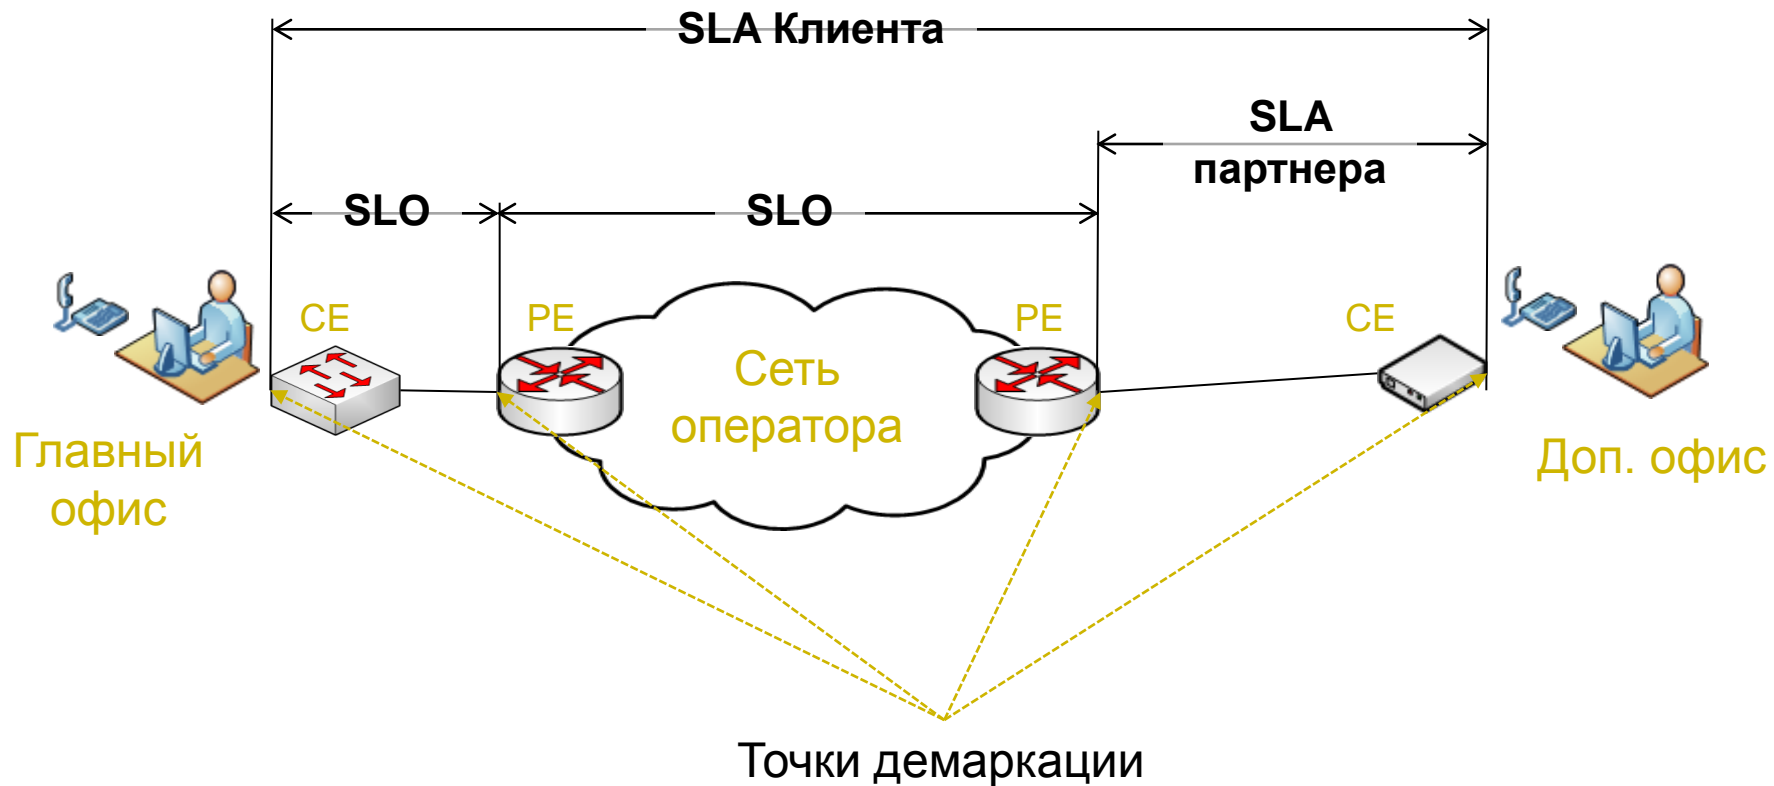 SLA Клиента
SLA
партнера
SLO
SLO
CE
PE
PE
CE
Сеть
оператора
Главный
офис
Доп. офис
Точки демаркации